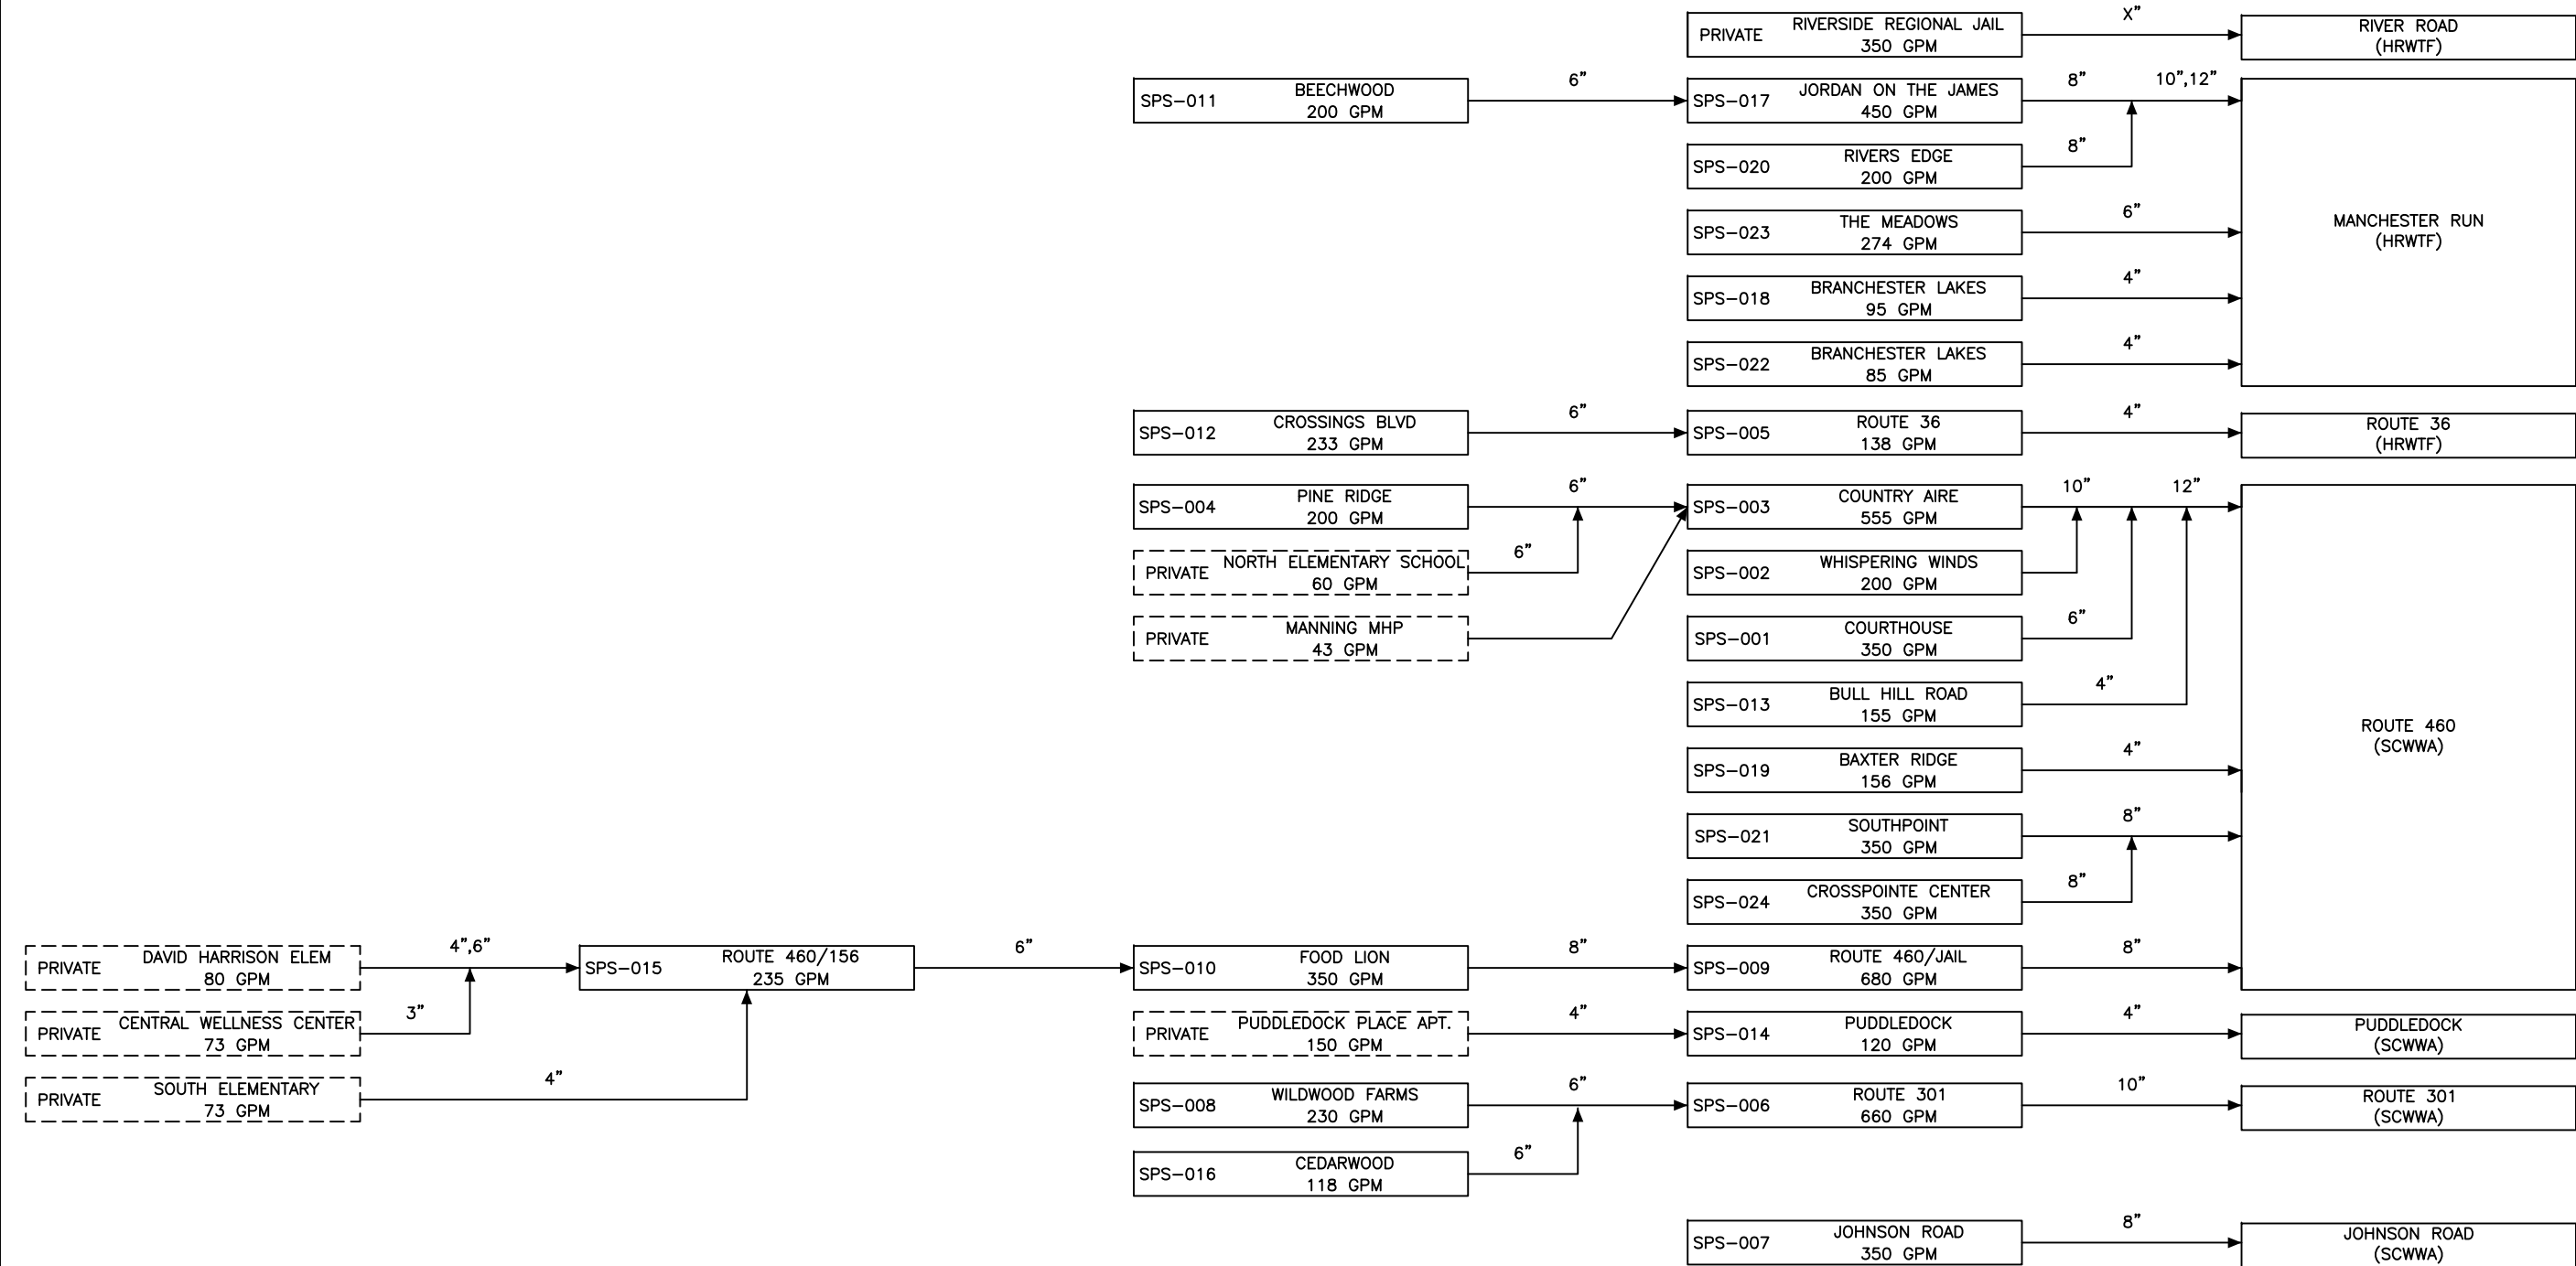 X”
PRIVATE RIVERSIDE REGIONAL JAIL
350 GPM
RIVER ROAD
(HRWTF)
SPS-011 BEECHWOOD
200 GPM
6”
SPS-017 JORDAN ON THE JAMES
450 GPM
8”
10”,12”
SPS-020 RIVERS EDGE
200 GPM
8”
SPS-023 THE MEADOWS
274 GPM
6”
MANCHESTER RUN
(HRWTF)
SPS-018 BRANCHESTER LAKES
95 GPM
4”
SPS-022 BRANCHESTER LAKES
85 GPM
4”
SPS-012 CROSSINGS BLVD
233 GPM
6”
SPS-005 ROUTE 36
138 GPM
4”
ROUTE 36
(HRWTF)
SPS-004 PINE RIDGE
200 GPM
6”
SPS-003 COUNTRY AIRE
555 GPM
10”
12”
PRIVATE NORTH ELEMENTARY SCHOOL
60 GPM
6”
SPS-002 WHISPERING WINDS
200 GPM
PRIVATE MANNING MHP
43 GPM
SPS-001 COURTHOUSE
350 GPM
6”
SPS-013 BULL HILL ROAD
155 GPM
4”
ROUTE 460
(SCWWA)
SPS-019 BAXTER RIDGE
156 GPM
4”
SPS-021 SOUTHPOINT
350 GPM
8”
SPS-024 CROSSPOINTE CENTER
350 GPM
8”
PRIVATE DAVID HARRISON ELEM
80 GPM
4”,6”
SPS-015 ROUTE 460/156
235 GPM
6”
SPS-010 FOOD LION
350 GPM
8”
SPS-009 ROUTE 460/JAIL
680 GPM
8”
PRIVATE CENTRAL WELLNESS CENTER
73 GPM
3”
PRIVATE PUDDLEDOCK PLACE APT.
150 GPM
4”
SPS-014 PUDDLEDOCK
120 GPM
4”
PUDDLEDOCK
(SCWWA)
PRIVATE SOUTH ELEMENTARY
73 GPM
4”
SPS-008 WILDWOOD FARMS
230 GPM
6”
SPS-006 ROUTE 301
660 GPM
10”
ROUTE 301
(SCWWA)
SPS-016 CEDARWOOD
118 GPM
6”
SPS-007 JOHNSON ROAD
350 GPM
8”
JOHNSON ROAD
(SCWWA)